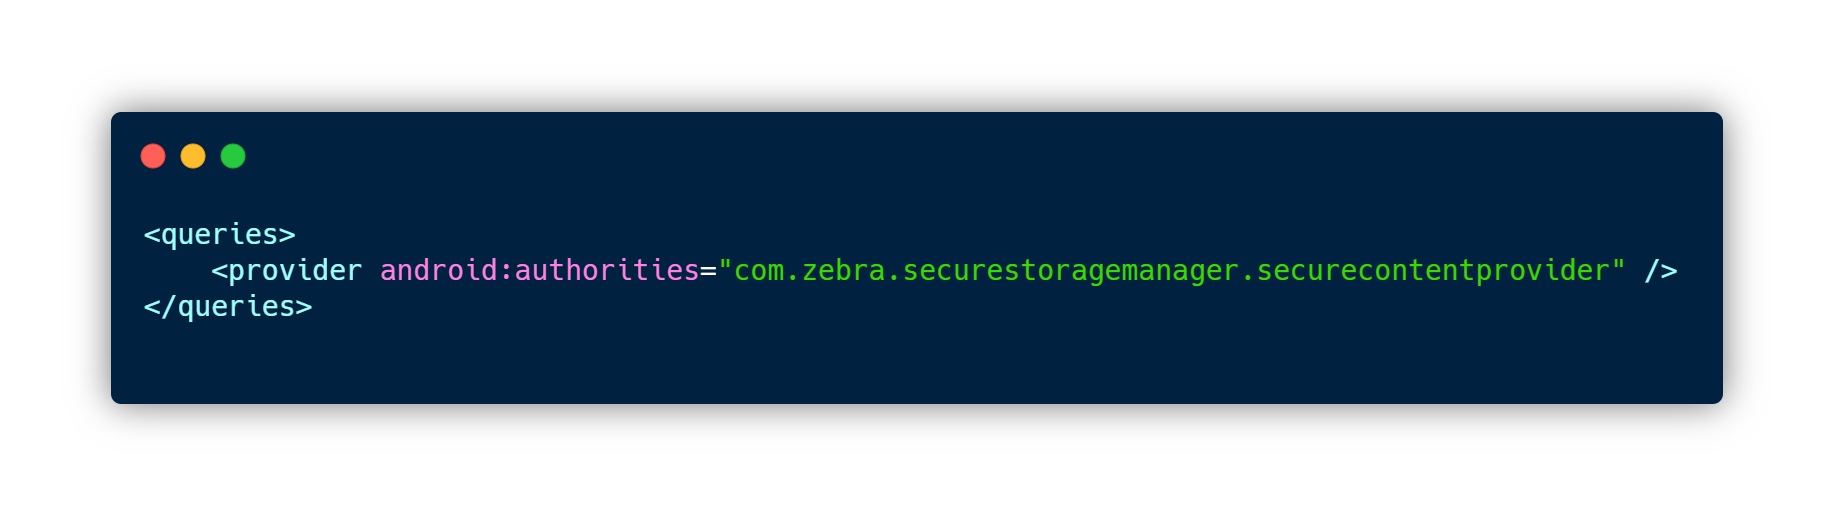 <queries>
    <provider android:authorities="com.zebra.securestoragemanager.securecontentprovider" />
</queries>